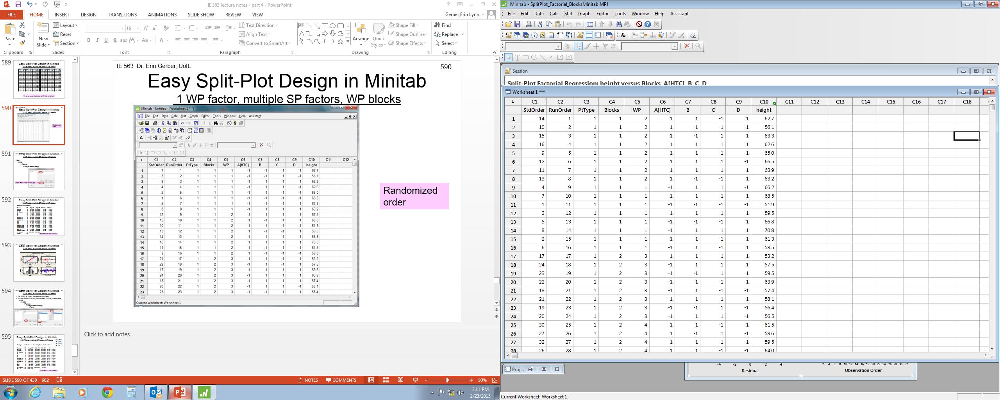 IE 563 lecture notes - part 4 - PowerPoint
FILE HOME INSERT DESIGN TRANSITIONS ANIMATIONS SLIDE SHOW REVIEW VIEW
Gerber,Erin Lynn
Paste
New Slide
Layout
Reset
Section
16
Text Direction
Align Text
Convert to SmartArt
Arrange
Quick Styles
Shape Fill
Shape Outline
Shape Effects
Find
Replace
Select
Clipboard Slides Font Paragraph Drawing Editing
589
Easy Split-Plot Design in Minitab
590
Easy Split-Plot Design in Minitab
591
Easy Split-Plot Design in Minitab
592
Easy Split-Plot Design in Minitab
593
Easy Split-Plot Design in Minitab
594
Easy Split-Plot Design in Minitab
595
Easy Split-Plot Design in Minitab
IE 563 Dr. Erin Gerber, UofL
590
Easy Split-Plot Design in Minitab
1 WP factor, multiple SP factors, WP blocks
Minitab - Untitled - [Worksheet 1 ***]
File Edit Data Calc Stat Graph Editor Tools Window Help Assistant
C1 C2 C3 C4 C5 C6 C7 C8 C9 C10 C11 C12
StdOrder RunOrder PtType Blocks WP A[HTC] B C D height
1 7 1 1 1 1 -1 -1 1 1 62.7
2 3 2 1 1 1 -1 -1 1 -1 56.1
3 6 3 1 1 1 -1 1 -1 1 63.3
4 4 4 1 1 1 -1 1 1 -1 62.6
5 2 5 1 1 1 -1 1 -1 -1 65.0
6 1 6 1 1 1 -1 -1 -1 -1 66.5
7 5 7 1 1 1 -1 -1 -1 1 63.9
8 8 8 1 1 1 -1 1 1 1 63.2
9 12 9 1 1 2 1 1 1 -1 66.2
10 15 10 1 1 2 1 -1 1 1 68.5
11 10 11 1 1 2 1 1 -1 -1 51.9
12 13 12 1 1 2 1 -1 -1 1 59.5
13 14 13 1 1 2 1 1 -1 1 66.8
14 16 14 1 1 2 1 1 1 1 70.8
15 11 15 1 1 2 1 -1 1 -1 61.3
16 9 16 1 1 2 1 -1 -1 -1 58.5
17 21 17 1 2 3 -1 -1 -1 1 53.2
18 22 18 1 2 3 -1 1 -1 1 57.5
19 17 19 1 2 3 -1 -1 -1 -1 59.5
20 24 20 1 2 3 -1 1 1 1 63.9
21 18 21 1 2 3 -1 1 -1 -1 57.4
22 20 22 1 2 3 -1 1 1 -1 58.1
23 23 23 1 2 3 -1 -1 1 1 56.4
Current Worksheet: Worksheet 1
Randomized
order
Click to add notes
SLIDE 590 OF 430 .. 602
NOTES COMMENTS 93%
3:11 PM
2/23/2015
Minitab - SplitPlot_Factorial_BlocksMinitab.MPJ
File Edit Data Calc Stat Graph Editor Tools Window Help Assistant
Session
Split-Plot Factorial Regression: height versus Blocks, A[HTC], B, C, D
Worksheet 1 ***
C1 C2 C3 C4 C5 C6 C7 C8 C9 C10 C11 C12 C13 C14 C15 C16 C17 C18
StdOrder RunOrder PtType Blocks WP A[HTC] B C D height
1 14 1 1 1 2 1 1 -1 1 62.7
2 10 2 1 1 2 1 1 -1 -1 56.1
3 15 3 1 1 2 1 -1 1 1 63.3
4 16 4 1 1 2 1 1 1 1 62.6
5 9 5 1 1 2 1 -1 -1 -1 65.0
6 12 6 1 1 2 1 1 1 -1 66.5
7 11 7 1 1 2 1 -1 1 -1 63.9
8 13 8 1 1 2 1 -1 -1 1 63.2
9 4 9 1 1 1 -1 1 1 -1 66.2
10 7 10 1 1 1 -1 -1 1 1 68.5
11 1 11 1 1 1 -1 -1 -1 -1 51.9
12 3 12 1 1 1 -1 -1 1 -1 59.5
13 5 13 1 1 1 -1 -1 -1 1 66.8
14 8 14 1 1 1 -1 1 1 1 70.8
15 2 15 1 1 1 -1 1 -1 -1 61.3
16 6 16 1 1 1 -1 1 -1 1 58.5
17 17 17 1 2 3 -1 -1 -1 -1 53.2
18 24 18 1 2 3 -1 1 1 1 57.5
19 23 19 1 2 3 -1 -1 1 1 59.5
20 22 20 1 2 3 -1 1 -1 1 63.9
21 18 21 1 2 3 -1 1 -1 -1 57.4
22 21 22 1 2 3 -1 -1 -1 1 58.1
23 19 23 1 2 3 -1 -1 1 -1 56.4
24 20 24 1 2 3 -1 1 1 -1 56.5
25 30 25 1 2 4 1 1 -1 1 61.5
26 27 26 1 2 4 1 -1 1 -1 58.6
27 32 27 1 2 4 1 1 1 1 59.5
28 26 28 1 2 4 1 1 -1 -1 64.0
Proj...
-4 -2 0 2 4
Residual
2 4 6 8 10 12 14 16 18 20 22 24 26 28 30 32
Observation Order
Current Worksheet: Worksheet 1